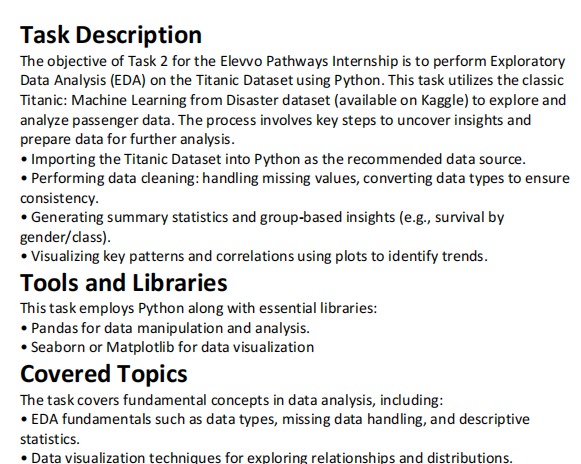 Task Description
The objective of Task 2 for the Elevvo Pathways Internship is to perform Exploratory
Data Analysis (EDA) on the Titanic Dataset using Python. This task utilizes the classic
Titanic: Machine Learning from Disaster dataset (available on Kaggle) to explore and
analyze passenger data. The process involves key steps to uncover insights and
prepare data for further analysis.
• Importing the Titanic Dataset into Python as the recommended data source.
• Performing data cleaning: handling missing values, converting data types to ensure
consistency.
• Generating summary statistics and group-based insights (e.g., survival by
gender/class).
• Visualizing key patterns and correlations using plots to identify trends.
Tools and Libraries
This task employs Python along with essential libraries:
• Pandas for data manipulation and analysis.
• Seaborn or Matplotlib for data visualization
Covered Topics
The task covers fundamental concepts in data analysis, including:
• EDA fundamentals such as data types, missing data handling, and descriptive
statistics.
• Data visualization techniques for exploring relationships and distributions.